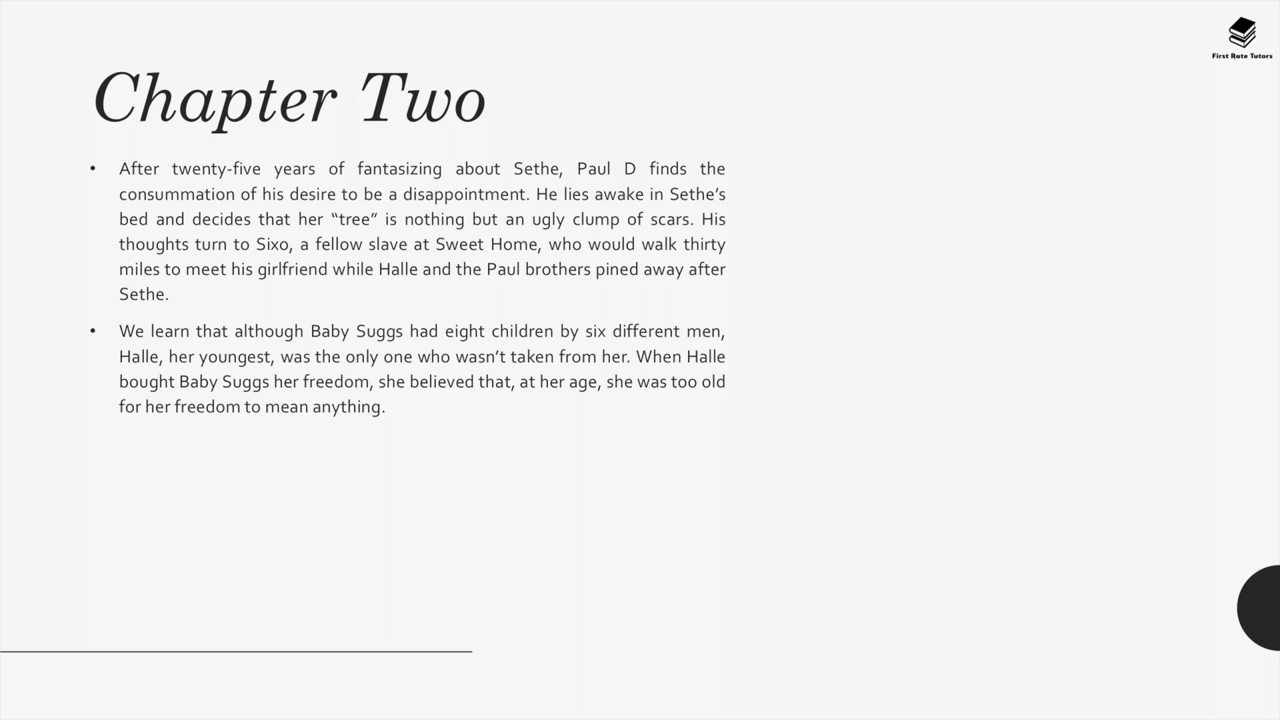 First Rate Tutors
Chapter Two
• After twenty-five years of fantasizing about Sethe, Paul D finds the
consummation of his desire to be a disappointment. He lies awake in Sethe’s
bed and decides that her “tree” is nothing but an ugly clump of scars. His
thoughts turn to Sixo, a fellow slave at Sweet Home, who would walk thirty
miles to meet his girlfriend while Halle and the Paul brothers pined away after
Sethe.
• We learn that although Baby Suggs had eight children by six different men,
Halle, her youngest, was the only one who wasn’t taken from her. When Halle
bought Baby Suggs her freedom, she believed that, at her age, she was too old
for her freedom to mean anything.